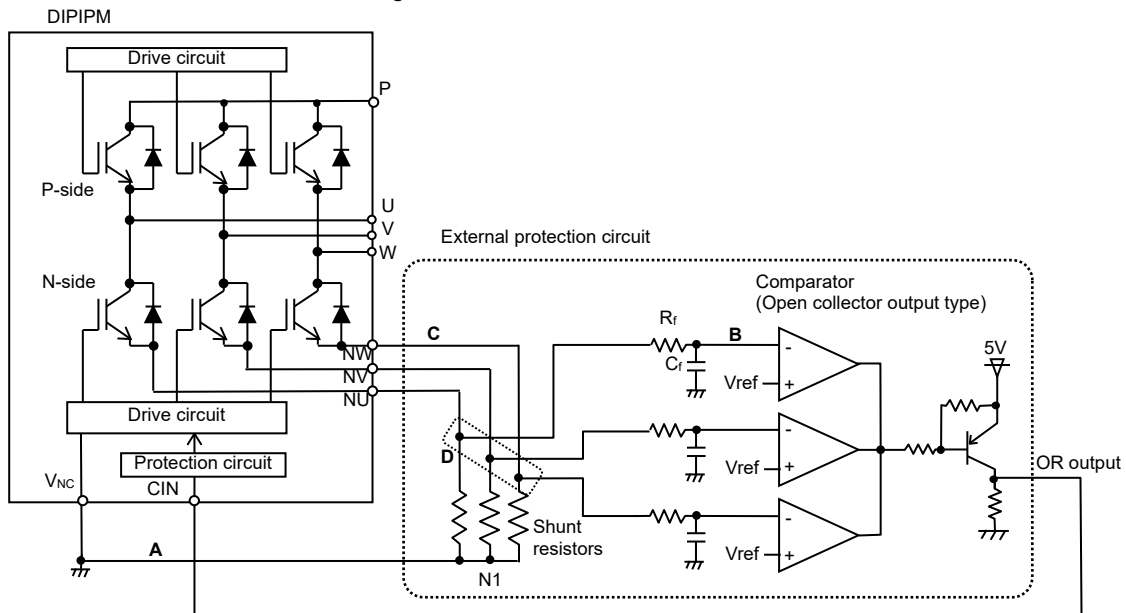 DIPIPM
Drive circuit
P
P-side
U
V
W
N-side
NW
NV
NU
Drive circuit
Protection circuit
VNC
CIN
A
External protection circuit
Comparator
(Open collector output type)
C
Rf
B
Cf
-
Vref
+
5V
D
-
Vref
+
OR output
Shunt
resistors
-
Vref
+
N1